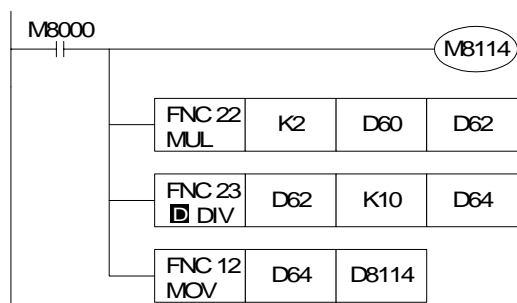 M8000
M8114
FNC 22 K2 D60 D62
MUL
FNC 23 D62 K10 D64
D DIV
FNC 12 D64 D8114
MOV